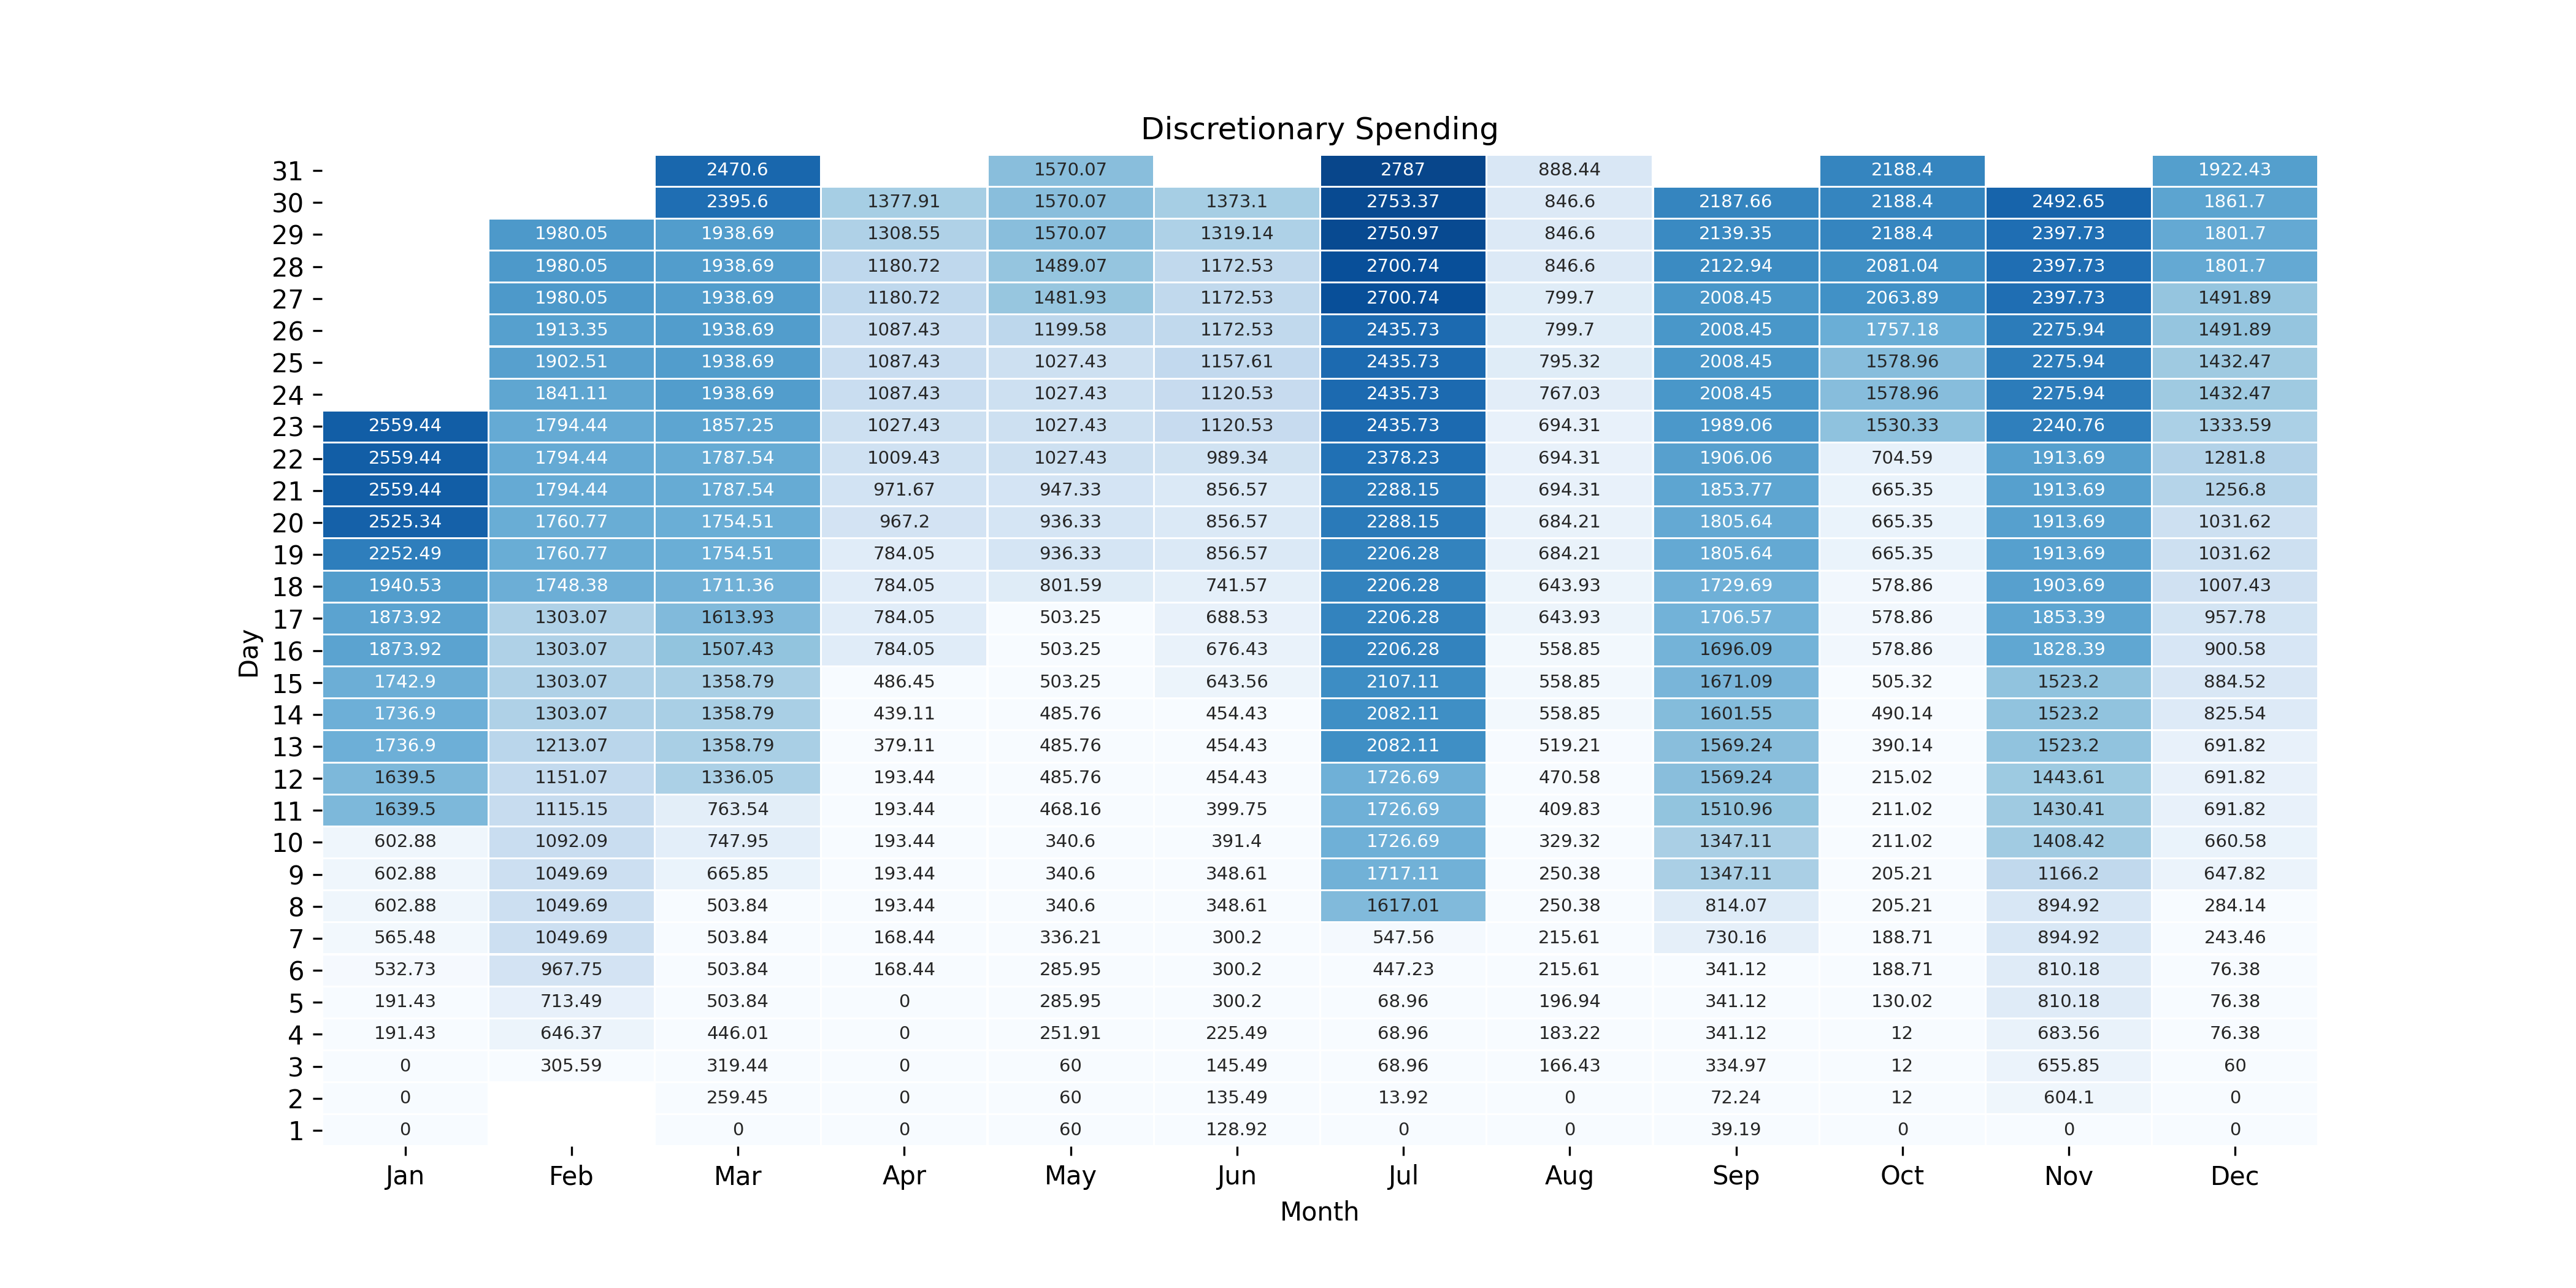 Discretionary Spending
31 2470.6 1570.07 2787 888.44 2188.4 1922.43
30 2395.6 1377.91 1570.07 1373.1 2753.37 846.6 2187.66 2188.4 2492.65 1861.7
29 1980.05 1938.69 1308.55 1570.07 1319.14 2750.97 846.6 2139.35 2188.4 2397.73 1801.7
28 1980.05 1938.69 1180.72 1489.07 1172.53 2700.74 846.6 2122.94 2081.04 2397.73 1801.7
27 1980.05 1938.69 1180.72 1481.93 1172.53 2700.74 799.7 2008.45 2063.89 2397.73 1491.89
26 1913.35 1938.69 1087.43 1199.58 1172.53 2435.73 799.7 2008.45 1757.18 2275.94 1491.89
25 1902.51 1938.69 1087.43 1027.43 1157.61 2435.73 795.32 2008.45 1578.96 2275.94 1432.47
24 1841.11 1938.69 1087.43 1027.43 1120.53 2435.73 767.03 2008.45 1578.96 2275.94 1432.47
23 2559.44 1794.44 1857.25 1027.43 1027.43 1120.53 2435.73 694.31 1989.06 1530.33 2240.76 1333.59
22 2559.44 1794.44 1787.54 1009.43 1027.43 989.34 2378.23 694.31 1906.06 704.59 1913.69 1281.8
21 2559.44 1794.44 1787.54 971.67 947.33 856.57 2288.15 694.31 1853.77 665.35 1913.69 1256.8
20 2525.34 1760.77 1754.51 967.2 936.33 856.57 2288.15 684.21 1805.64 665.35 1913.69 1031.62
19 2252.49 1760.77 1754.51 784.05 936.33 856.57 2206.28 684.21 1805.64 665.35 1913.69 1031.62
18 1940.53 1748.38 1711.36 784.05 801.59 741.57 2206.28 643.93 1729.69 578.86 1903.69 1007.43
17 1873.92 1303.07 1613.93 784.05 503.25 688.53 2206.28 643.93 1706.57 578.86 1853.39 957.78
16 1873.92 1303.07 1507.43 784.05 503.25 676.43 2206.28 558.85 1696.09 578.86 1828.39 900.58
15 1742.9 1303.07 1358.79 486.45 503.25 643.56 2107.11 558.85 1671.09 505.32 1523.2 884.52
14 1736.9 1303.07 1358.79 439.11 485.76 454.43 2082.11 558.85 1601.55 490.14 1523.2 825.54
13 1736.9 1213.07 1358.79 379.11 485.76 454.43 2082.11 519.21 1569.24 390.14 1523.2 691.82
12 1639.5 1151.07 1336.05 193.44 485.76 454.43 1726.69 470.58 1569.24 215.02 1443.61 691.82
11 1639.5 1115.15 763.54 193.44 468.16 399.75 1726.69 409.83 1510.96 211.02 1430.41 691.82
10 602.88 1092.09 747.95 193.44 340.6 391.4 1726.69 329.32 1347.11 211.02 1408.42 660.58
9 602.88 1049.69 665.85 193.44 340.6 348.61 1717.11 250.38 1347.11 205.21 1166.2 647.82
8 602.88 1049.69 503.84 193.44 340.6 348.61 1617.01 250.38 814.07 205.21 894.92 284.14
7 565.48 1049.69 503.84 168.44 336.21 300.2 547.56 215.61 730.16 188.71 894.92 243.46
6 532.73 967.75 503.84 168.44 285.95 300.2 447.23 215.61 341.12 188.71 810.18 76.38
5 191.43 713.49 503.84 0 285.95 300.2 68.96 196.94 341.12 130.02 810.18 76.38
4 191.43 646.37 446.01 0 251.91 225.49 68.96 183.22 341.12 12 683.56 76.38
3 0 305.59 319.44 0 60 145.49 68.96 166.43 334.97 12 655.85 60
2 0 259.45 0 60 135.49 13.92 0 72.24 12 604.1 0
1 0 0 0 60 128.92 0 0 39.19 0 0 0
Day
Jan Feb Mar Apr May Jun Jul Aug Sep Oct Nov Dec
Month